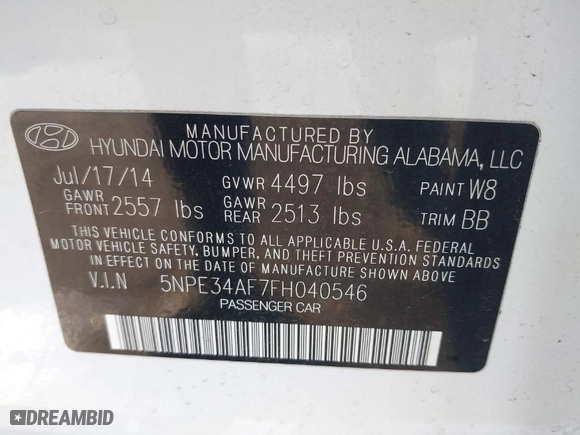 MANUFACTURED BY
HYUNDAI MOTOR MANUFACTURING ALABAMA, LLC
Jul/17/14 GVWR 4497 lbs PAINT W8
GAWR FRONT 2557 lbs GAWR REAR 2513 lbs TRIM BB
THIS VEHICLE CONFORMS TO ALL APPLICABLE U.S.A. FEDERAL
MOTOR VEHICLE SAFETY, BUMPER, AND THEFT PREVENTION STANDARDS
IN EFFECT ON THE DATE OF MANUFACTURE SHOWN ABOVE.
V.I.N 5NPE34AF7FH040546
PASSENGER CAR
DREAMBID